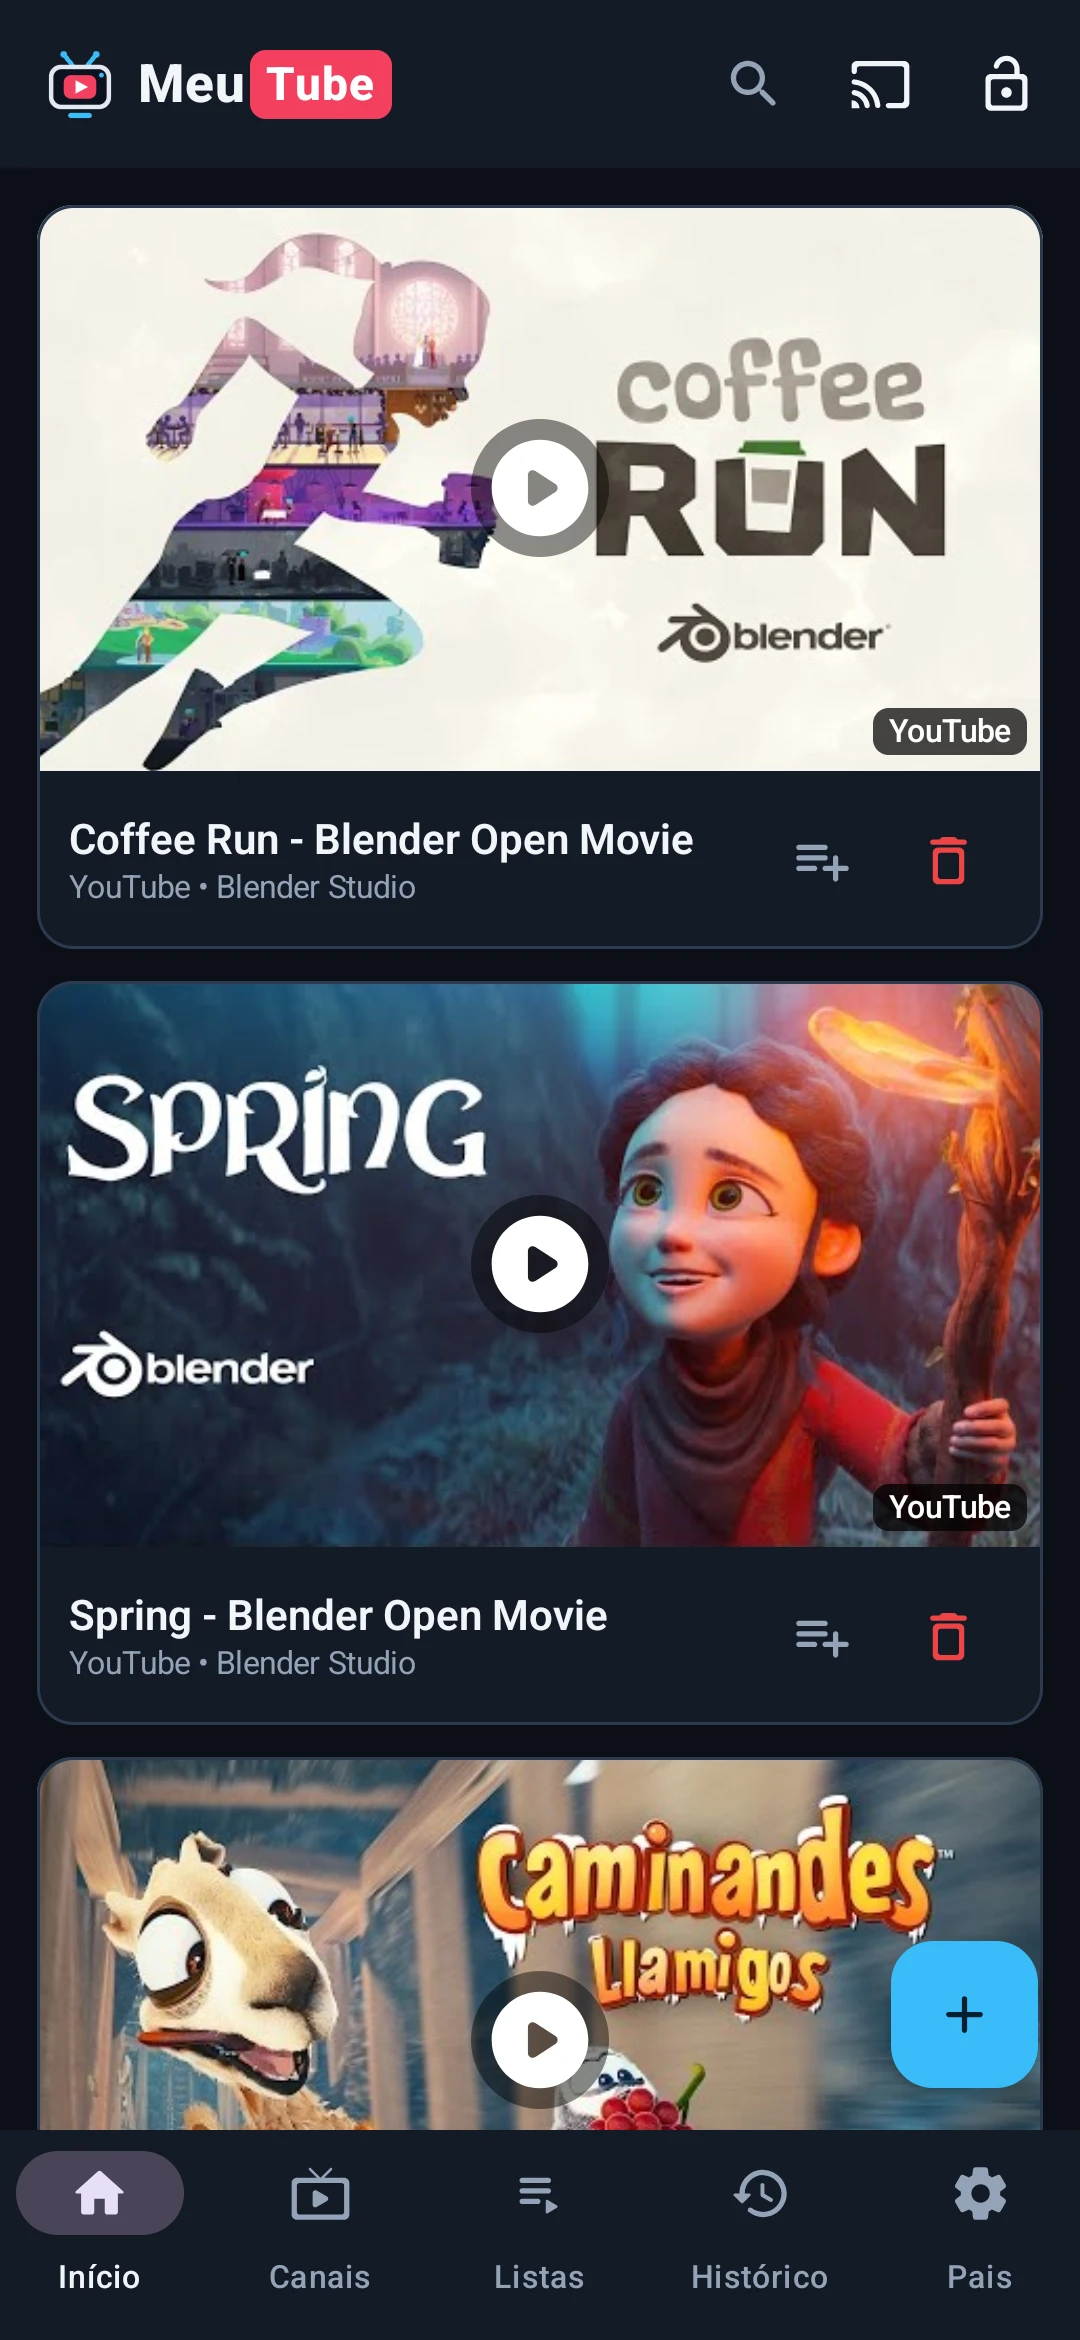 Meu Tube
coffee
RUN
blender
YouTube
Coffee Run - Blender Open Movie
YouTube • Blender Studio
SPRING
blender
YouTube
Spring - Blender Open Movie
YouTube • Blender Studio
Caminandes™
Llamigos
Início
Canais
Listas
Histórico
Pais